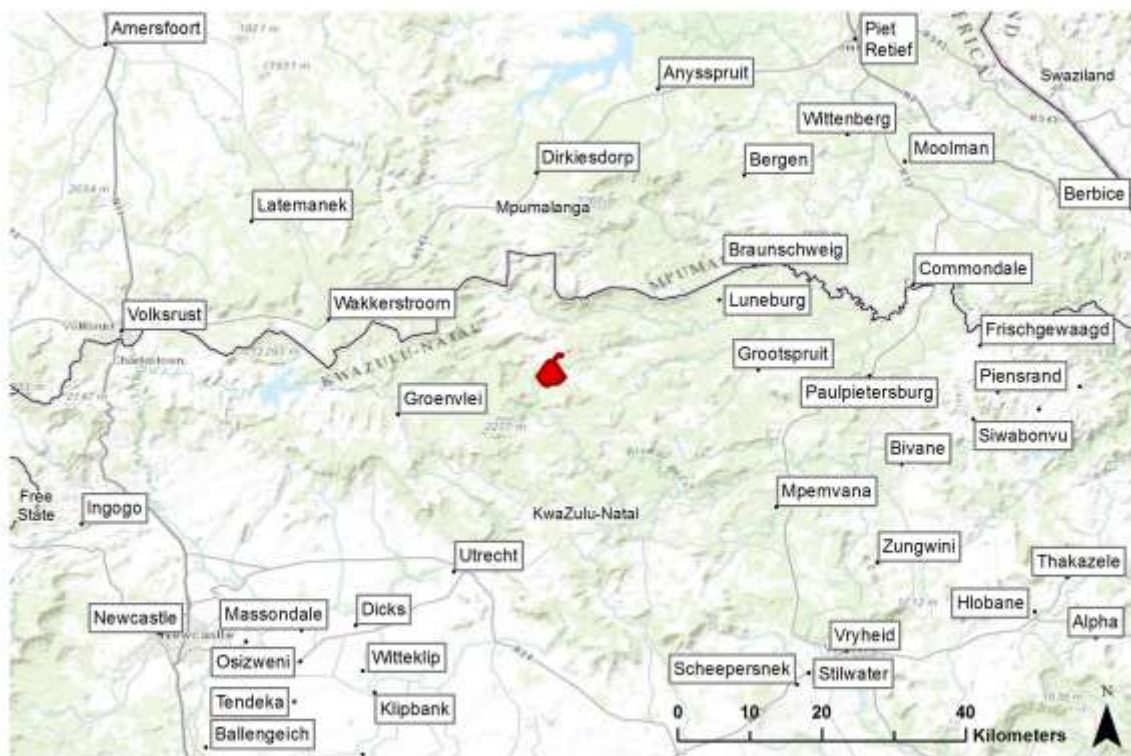 Amersfoort
Piet
Retief
Anysspruit
Swaziland
Wittenberg
Moolman
Dirkiesdorp
Bergen
Berbice
Latemanek
Mpumalanga
Braunschweig
Commondale
MPUMA
Luneburg
Wakkerstroom
Volksrust
Frischgewaagd
KWAZULU-NATAL
Grootspruit
Piensrand
Paulpietersburg
Groenvlei
Siwabonvu
Bivane
Mpemvana
Free
State
Ingogo
KwaZulu-Natal
Utrecht
Zungwini
Thakazele
Newcastle
Newcastle
Massondale
Dicks
Hlobane
Alpha
Vryheid
Osizweni
Witteklip
Scheepersnek
Stilwater
Tendeka
Klipbank
Ballengeich
N
0 10 20 40
Kilometers